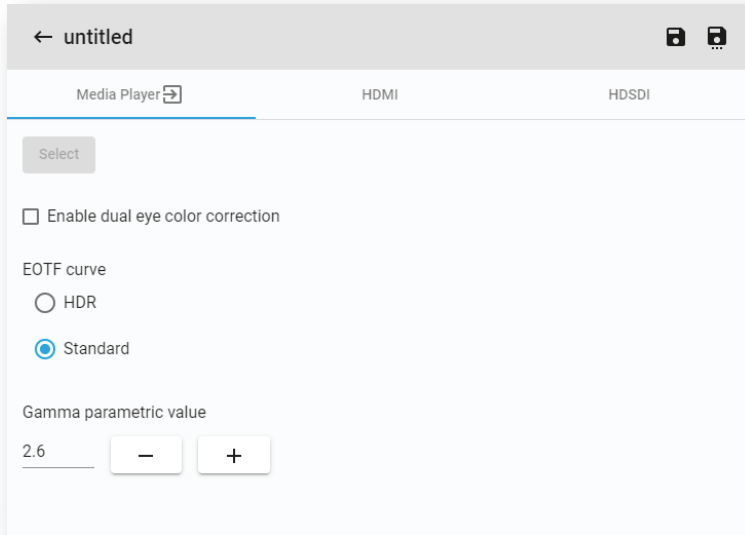 untitled
Media Player
HDMI
HDSDI
Select
Enable dual eye color correction
EOTF curve
HDR
Standard
Gamma parametric value
2.6